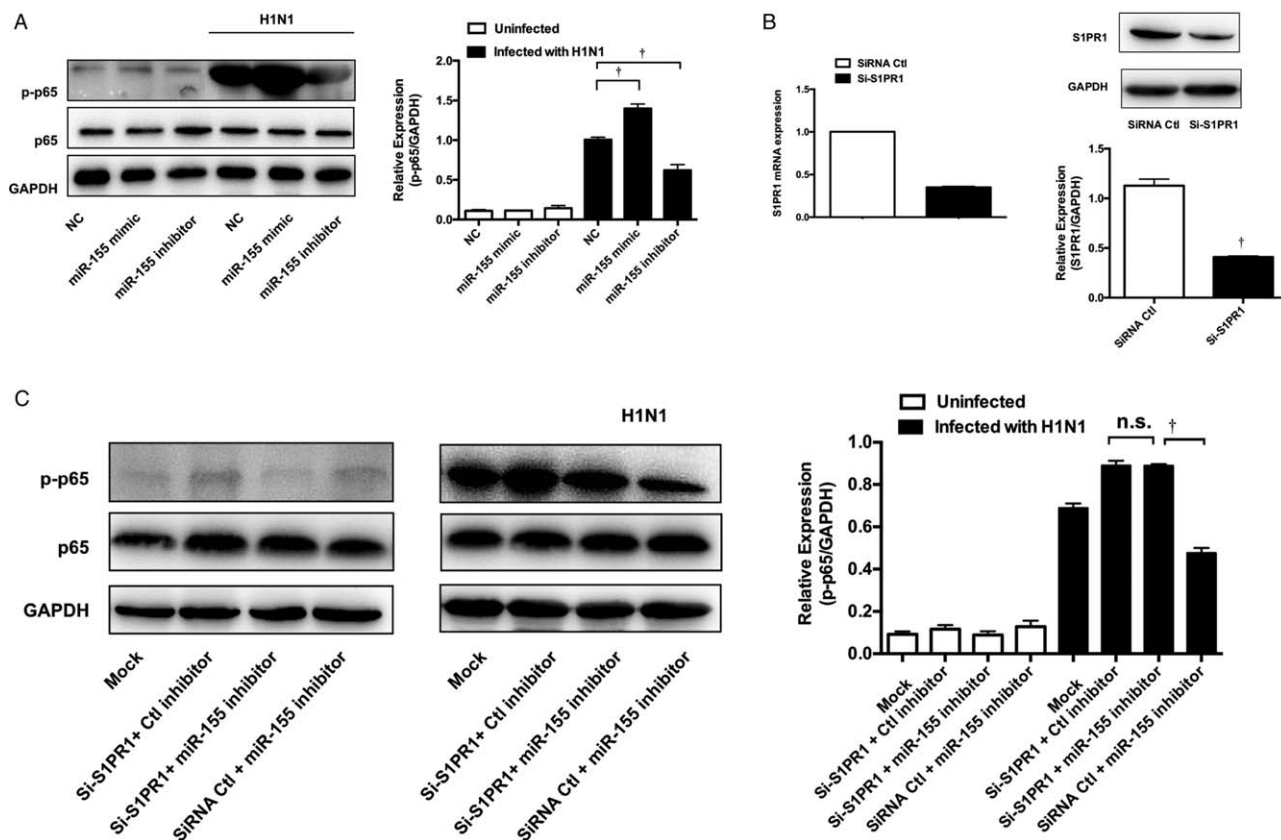 A
H1N1
p-p65
p65
GAPDH
NC
miR-155 mimic
miR-155 inhibitor
NC
miR-155 mimic
miR-155 inhibitor
Uninfected
Infected with H1N1
Relative Expression
(p-p65/GAPDH)
2.0
1.5
1.0
0.5
0.0
†
†
NC
miR-155 mimic
miR-155 inhibitor
NC
miR-155 mimic
miR-155 inhibitor
B
SiRNA Ctl
Si-S1PR1
S1PR1 mRNA expression
1.5
1.0
0.5
0.0
S1PR1
GAPDH
SiRNA Ctl Si-S1PR1
Relative Expression
(S1PR1/GAPDH)
1.5
1.0
0.5
0.0
†
SiRNA Ctl
Si-S1PR1
C
H1N1
p-p65
p65
GAPDH
Mock
Si-S1PR1+ Ctl inhibitor
Si-S1PR1+ miR-155 inhibitor
SiRNA Ctl + miR-155 inhibitor
Mock
Si-S1PR1+ Ctl inhibitor
Si-S1PR1+ miR-155 inhibitor
SiRNA Ctl + miR-155 inhibitor
Uninfected
Infected with H1N1
Relative Expression
(p-p65/GAPDH)
1.0
0.8
0.6
0.4
0.2
0.0
n.s.
†
Mock
Si-S1PR1 + Ctl inhibitor
Si-S1PR1 + miR-155 inhibitor
SiRNA Ctl + miR-155 inhibitor
Mock
Si-S1PR1 + Ctl inhibitor
Si-S1PR1 + miR-155 inhibitor
SiRNA Ctl + miR-155 inhibitor